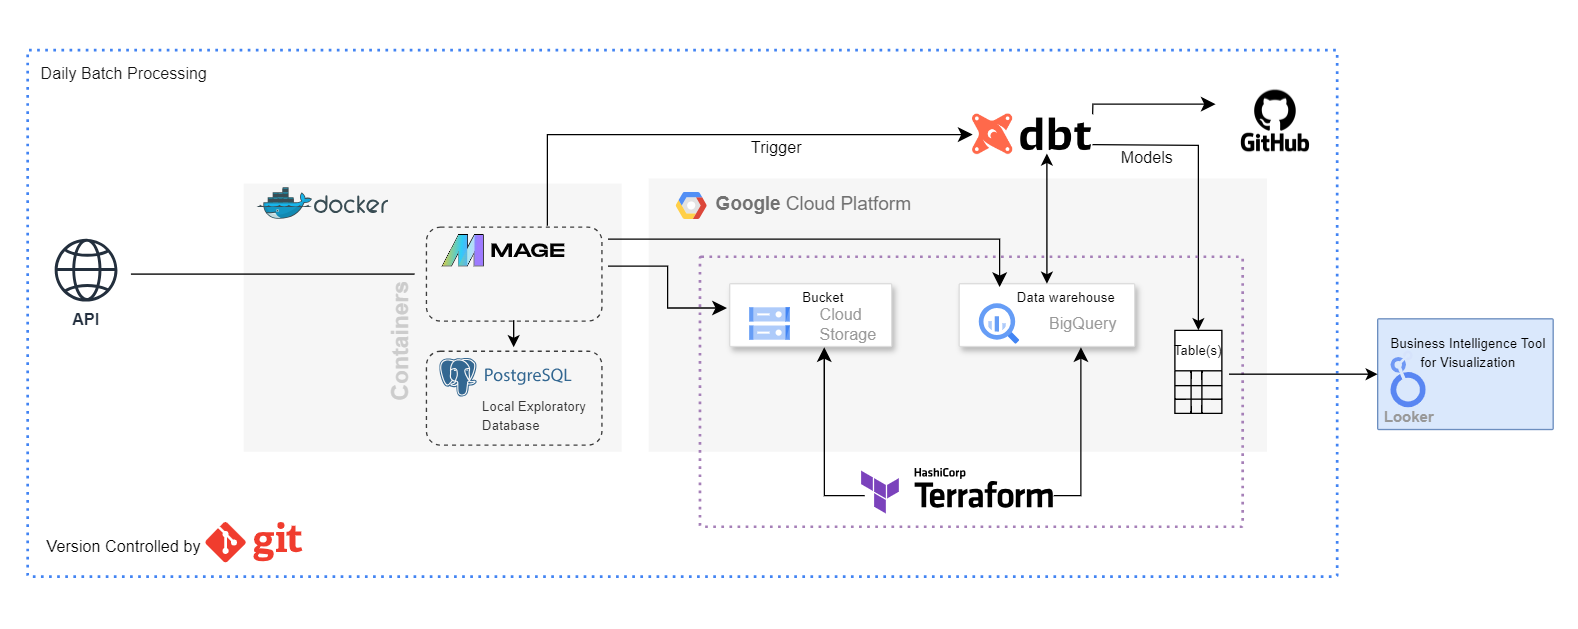 Daily Batch Processing
dbt
GitHub
Trigger
Models
docker
Google Cloud Platform
MAGE
API
Containers
PostgreSQL
Local Exploratory
Database
Bucket
Cloud
Storage
Data warehouse
BigQuery
Table(s)
Business Intelligence Tool
for Visualization
Looker
HashiCorp
Terraform
Version Controlled by git